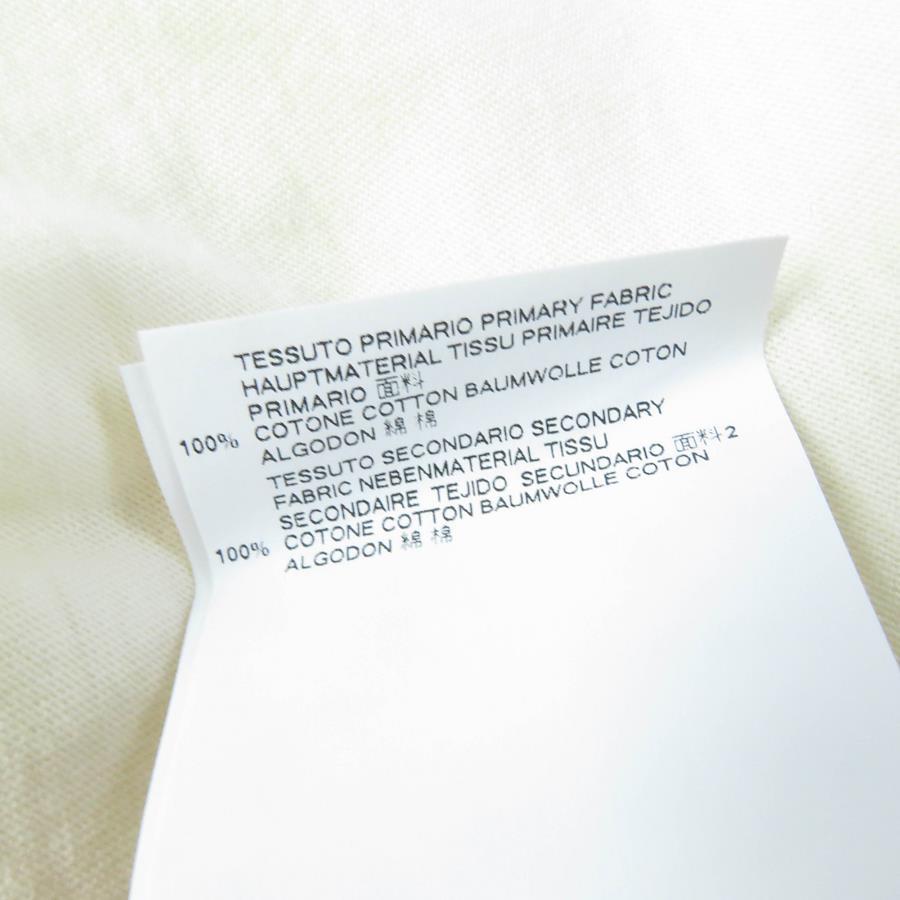 TESSUTO PRIMARIO PRIMARY FABRIC
HAUPTMATERIAL TISSU PRIMAIRE TEJIDO
PRIMARIO 面料
100% COTONE COTTON BAUMWOLLE COTON
ALGODON 綿 棉
TESSUTO SECONDARIO SECONDARY
FABRIC NEBENMATERIAL TISSU
SECONDAIRE TEJIDO SECUNDARIO 面料2
100% COTONE COTTON BAUMWOLLE COTON
ALGODON 綿 棉